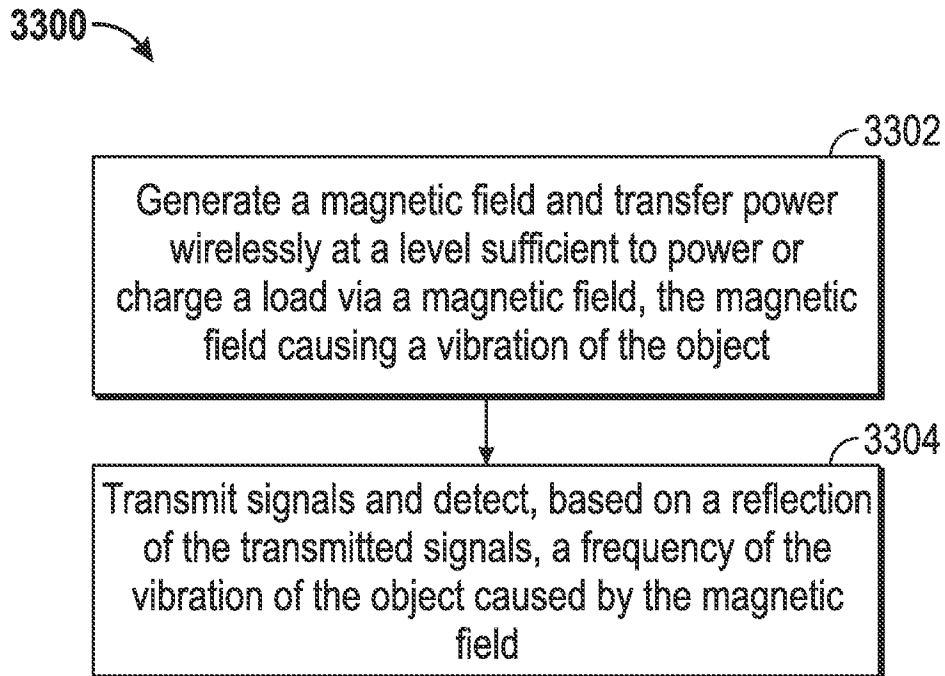 3300
3302
Generate a magnetic field and transfer power
wirelessly at a level sufficient to power or
charge a load via a magnetic field, the magnetic
field causing a vibration of the object
3304
Transmit signals and detect, based on a reflection
of the transmitted signals, a frequency of the
vibration of the object caused by the magnetic
field